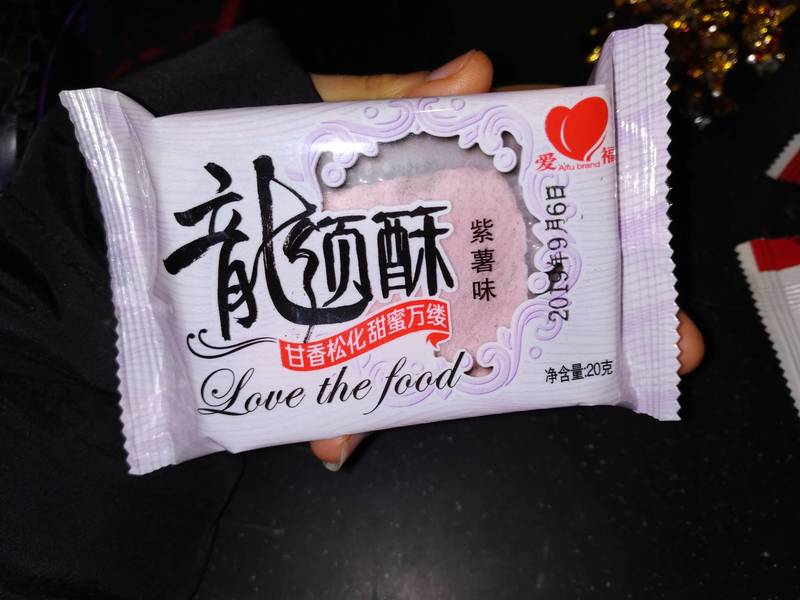 爱福
Aifu brand
2019年9月6日
龍须酥
紫薯味
甘香松化 甜蜜万缕
Love the food
净含量:20克